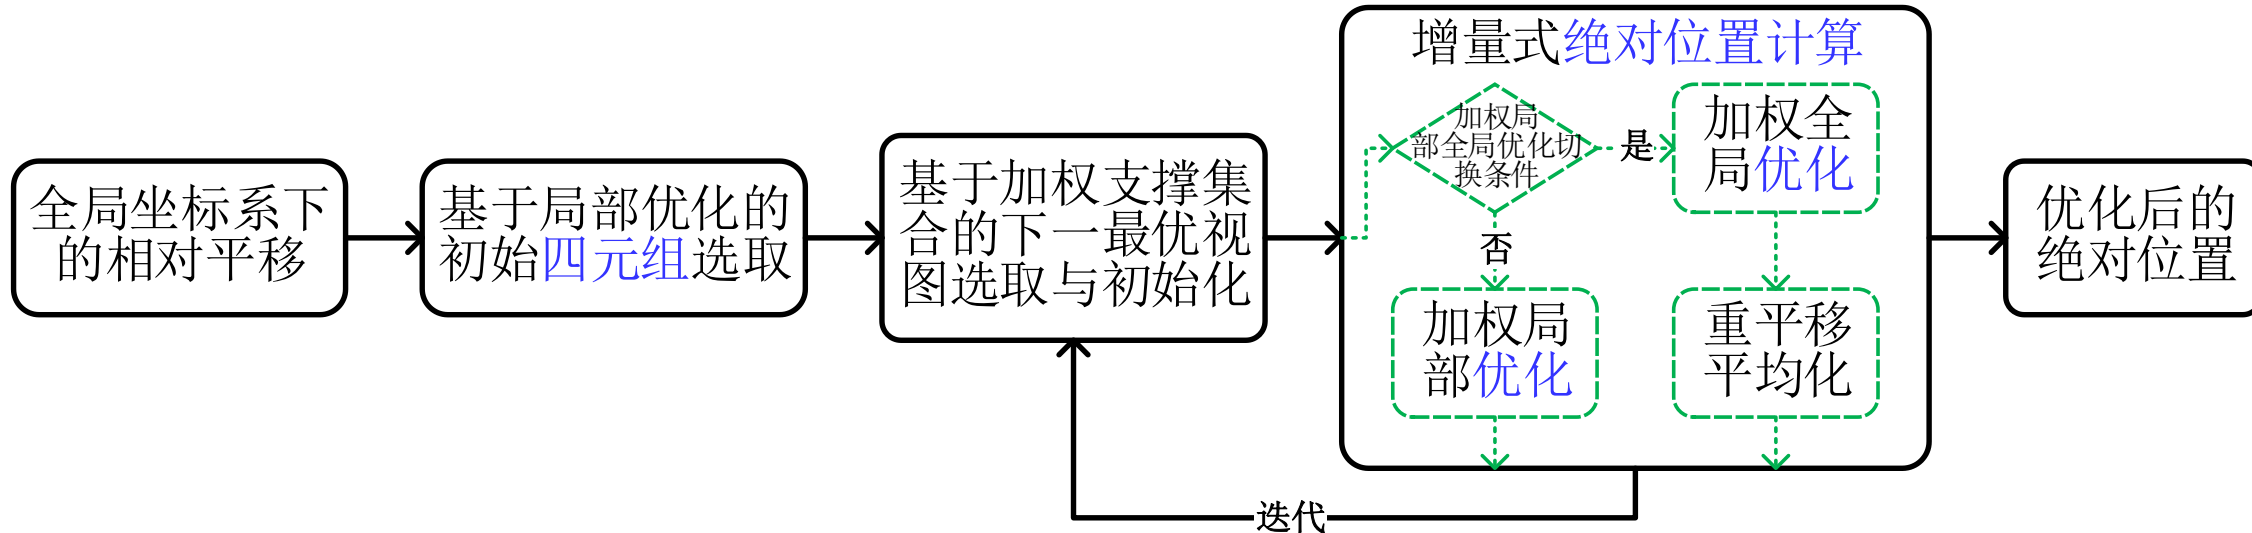 全局坐标系下
的相对平移
基于局部优化的
初始四元组选取
基于加权支撑集
合的下一最优视
图选取与初始化
增量式绝对位置计算
加权局
部全局优化切
换条件
是
加权全
局优化
否
加权局
部优化
重平移
平均化
迭代
优化后的
绝对位置